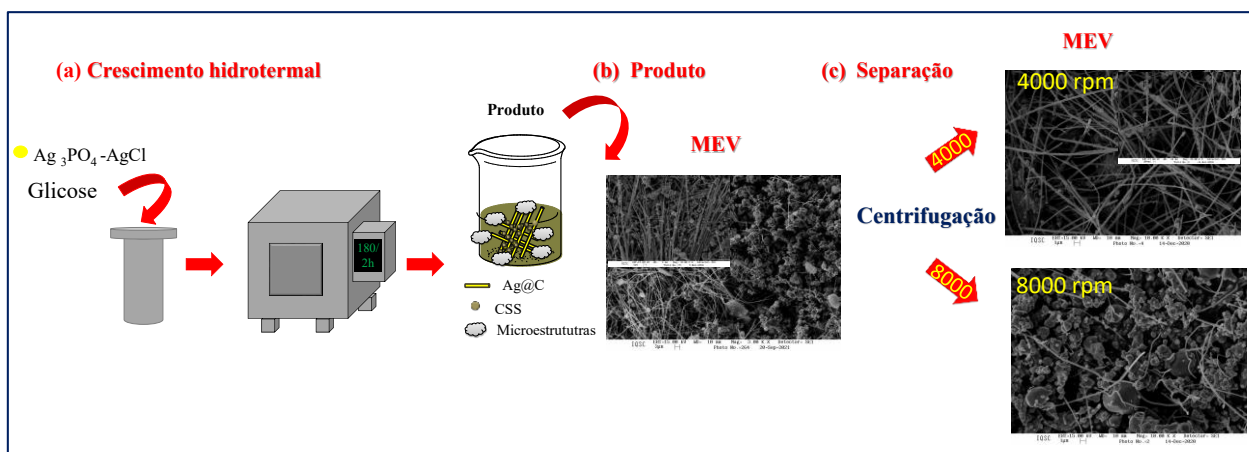 (a) Crescimento hidrotermal
Ag 3PO4 -AgCl
Glicose
180/
2h
(b) Produto
Produto
Ag@C
CSS
Microestrututras
MEV
(c) Separação
Centrifugação
4000
8000
MEV
4000 rpm
8000 rpm